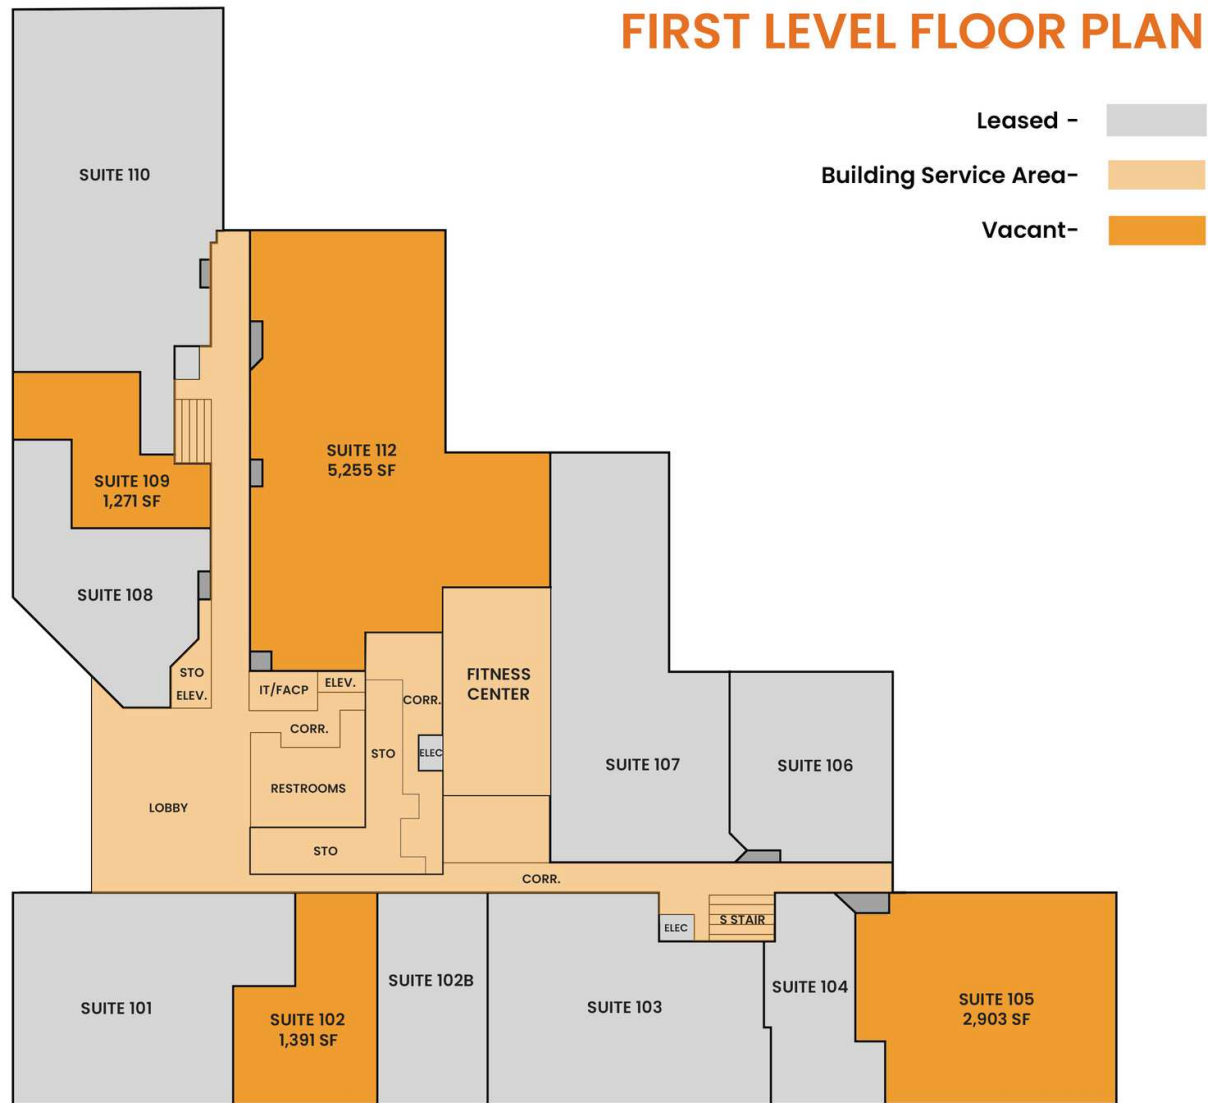 FIRST LEVEL FLOOR PLAN
Leased -
Building Service Area-
Vacant-
SUITE 110
SUITE 112
5,255 SF
SUITE 109
1,271 SF
SUITE 108
STO
ELEV.
IT/FACP
ELEV.
CORR.
FITNESS
CENTER
CORR.
STO
ELEC
RESTROOMS
SUITE 107
SUITE 106
LOBBY
STO
CORR.
S STAIR
ELEC
SUITE 101
SUITE 102
1,391 SF
SUITE 102B
SUITE 103
SUITE 104
SUITE 105
2,903 SF